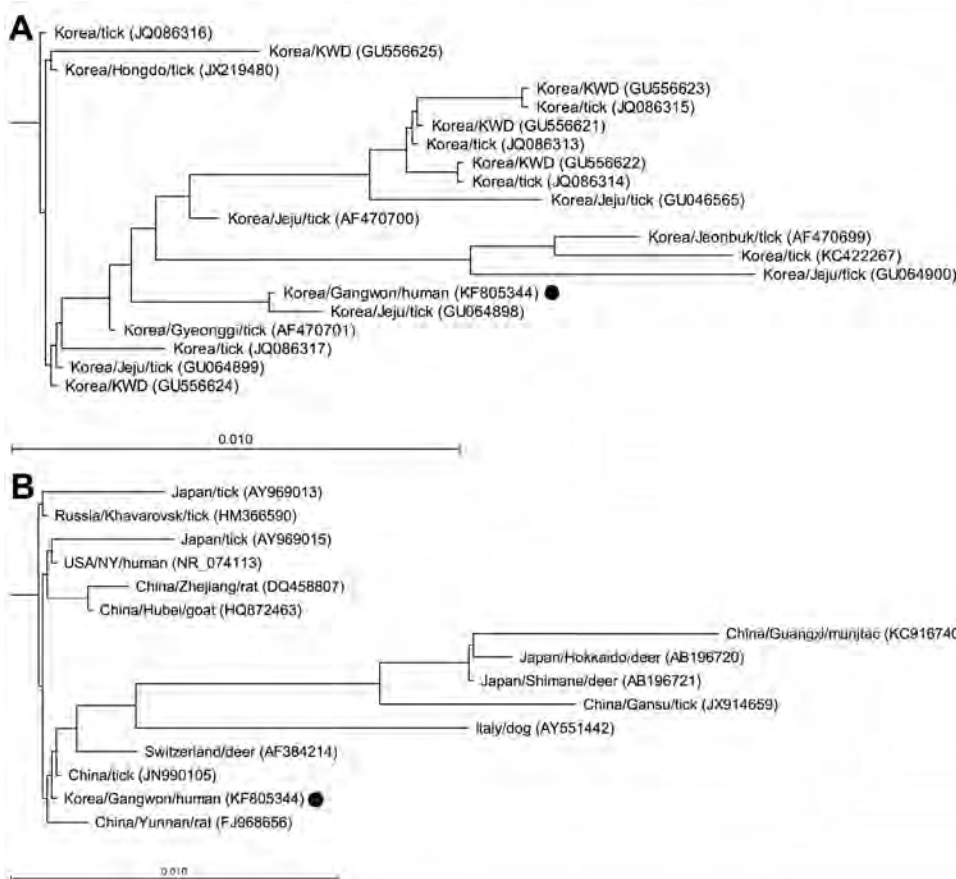 A
Korea/tick (JQ086316)
Korea/KWD (GU556625)
Korea/Hongdo/tick (JX219480)
Korea/KWD (GU556623)
Korea/tick (JQ086315)
Korea/KWD (GU556621)
Korea/tick (JQ086313)
Korea/KWD (GU556622)
Korea/tick (JQ086314)
Korea/Jeju/tick (GU046565)
Korea/Jeju/tick (AF470700)
Korea/Jeonbuk/tick (AF470699)
Korea/tick (KC422267)
Korea/Jeju/tick (GU064900)
Korea/Gangwon/human (KF805344)
Korea/Jeju/tick (GU064898)
Korea/Gyeonggi/tick (AF470701)
Korea/tick (JQ086317)
Korea/Jeju/tick (GU064899)
Korea/KWD (GU556624)
0.010
B
Japan/tick (AY969013)
Russia/Khavarovsk/tick (HM366590)
Japan/tick (AY969015)
USA/NY/human (NR_074113)
China/Zhejiang/rat (DQ458807)
China/Hubei/goat (HQ872463)
China/Guangxi/munjtac (KC916740
Japan/Hokkaido/deer (AB196720)
Japan/Shimane/deer (AB196721)
China/Gansu/tick (JX914659)
Italy/dog (AY551442)
Switzerland/deer (AF384214)
China/tick (JN990105)
Korea/Gangwon/human (KF805344)
China/Yunnan/rat (FJ968656)
0.010